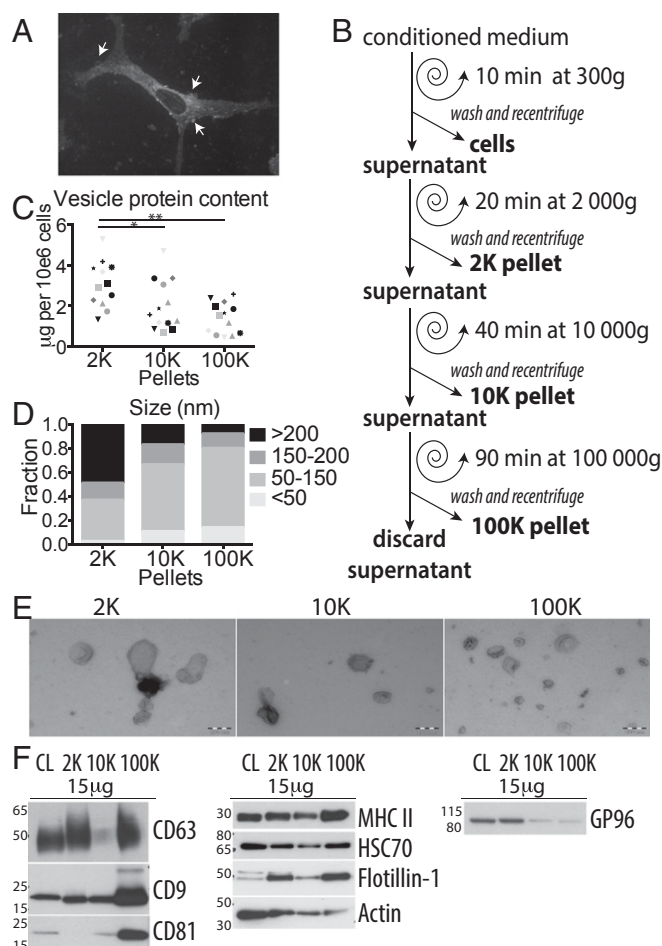 A
B
conditioned medium
10 min at 300g
wash and recentrifuge
cells
supernatant
20 min at 2 000g
wash and recentrifuge
2K pellet
supernatant
40 min at 10 000g
wash and recentrifuge
10K pellet
supernatant
90 min at 100 000g
wash and recentrifuge
100K pellet
discard
supernatant
C
Vesicle protein content
**
*
µg per 10e6 cells
6
4
2
0
2K 10K 100K
Pellets
D
Size (nm)
Fraction
1.0
0.8
0.6
0.4
0.2
0.0
>200
150-200
50-150
<50
2K 10K 100K
Pellets
E
2K 10K 100K
F
CL 2K 10K 100K
15µg
65
50
CD63
25
15
CD9
25
15
CD81
CL 2K 10K 100K
15µg
30
MHC II
80
65
HSC70
50
Flotillin-1
50
30
Actin
CL 2K 10K 100K
15µg
115
80
GP96